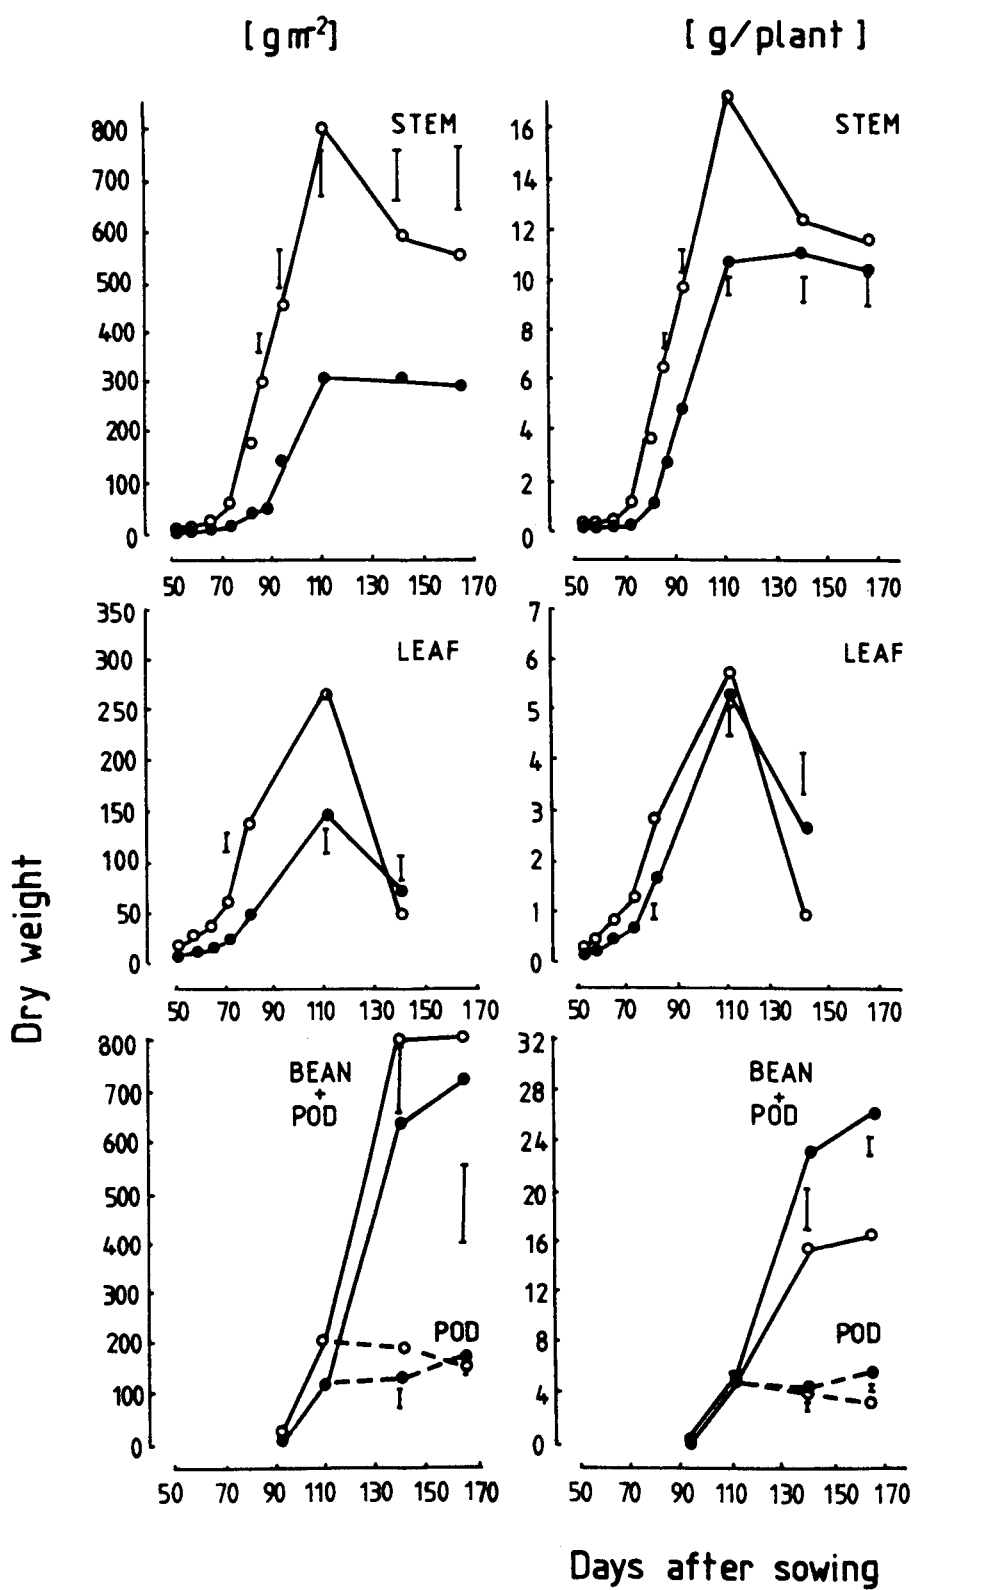 [g m⁻²]
[g/plant]
STEM
800
700
600
500
400
300
200
100
0
50 70 90 110 130 150 170
STEM
16
14
12
10
8
6
4
2
0
50 70 90 110 130 150 170
LEAF
350
300
250
200
150
100
50
0
50 70 90 110 130 150 170
LEAF
7
6
5
4
3
2
1
0
50 70 90 110 130 150 170
BEAN
+
POD
800
700
600
500
400
300
200
100
0
POD
50 70 90 110 130 150 170
BEAN
+
POD
32
28
24
20
16
12
8
4
0
POD
50 70 90 110 130 150 170
Dry weight
Days after sowing